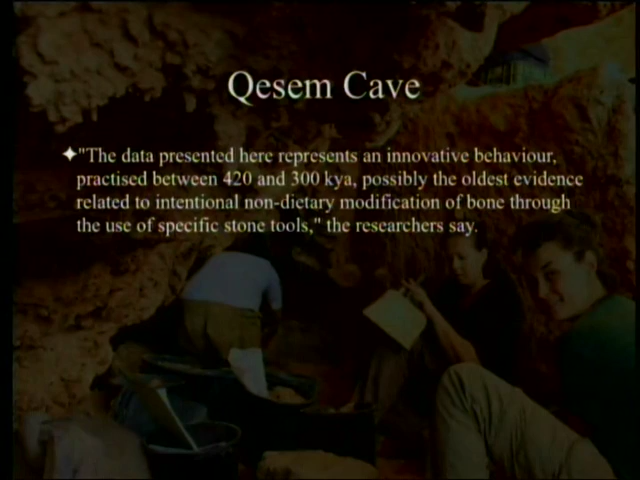 Qesem Cave
✦"The data presented here represents an innovative behaviour,
practised between 420 and 300 kya, possibly the oldest evidence
related to intentional non-dietary modification of bone through
the use of specific stone tools," the researchers say.